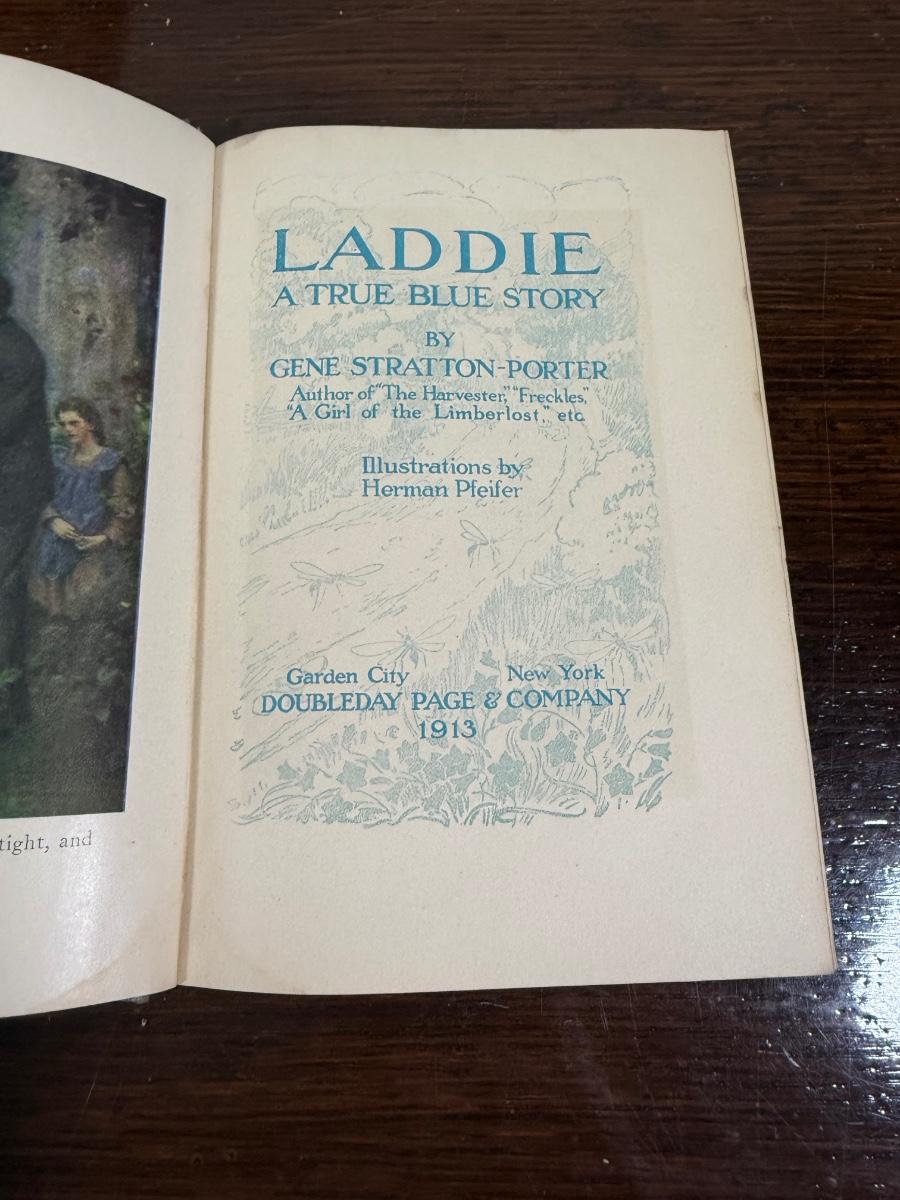 LADDIE
A TRUE BLUE STORY
BY
GENE STRATTON-PORTER
Author of "The Harvester," "Freckles,"
"A Girl of the Limberlost," etc.
Illustrations by
Herman Pfeifer
Garden City New York
DOUBLEDAY PAGE & COMPANY
1913
tight, and